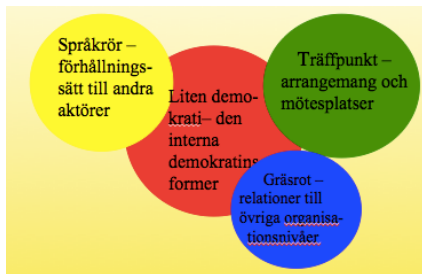 Språkrör –
förhållnings-
sätt till andra
aktörer
Liten demo-
krati– den
interna
demokratins
former
Träffpunkt –
arrangemang och
mötesplatser
Gräsrot –
relationer till
övriga organisa-
tionsnivåer